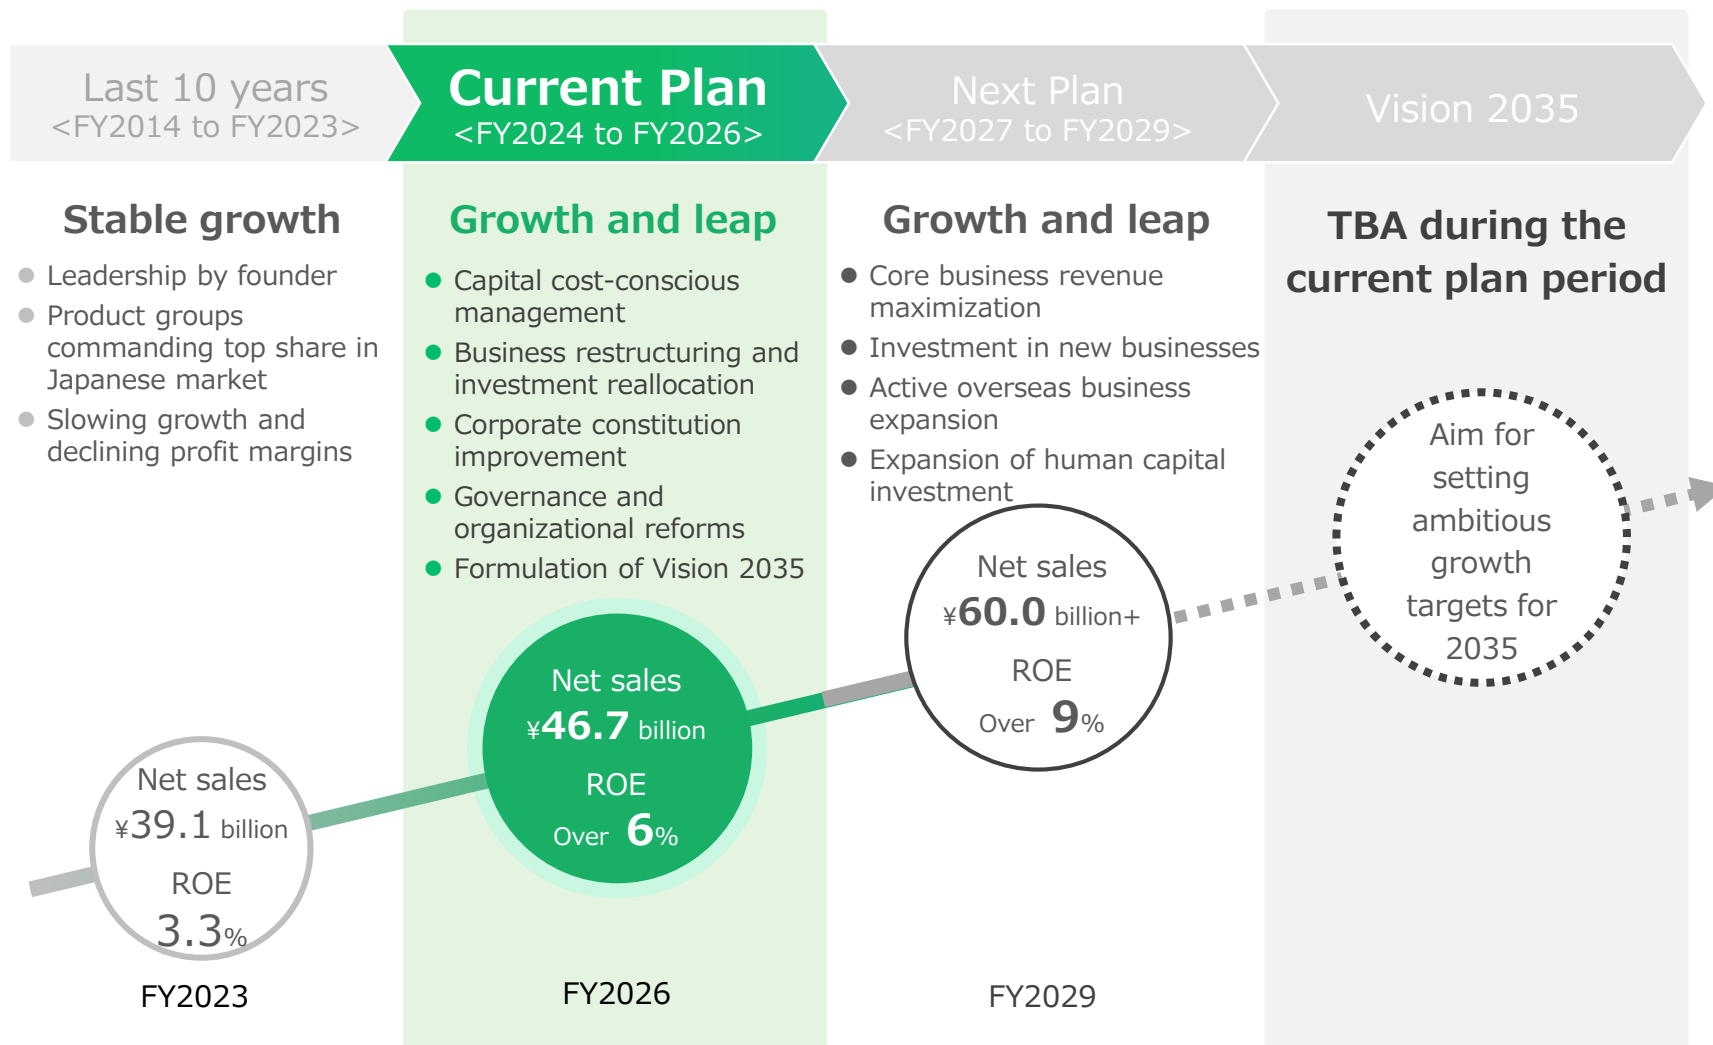 Last 10 years
<FY2014 to FY2023>
Current Plan
<FY2024 to FY2026>
Next Plan
<FY2027 to FY2029>
Vision 2035
Stable growth
Leadership by founder
Product groups
commanding top share in
Japanese market
Slowing growth and
declining profit margins
Growth and leap
Capital cost-conscious
management
Business restructuring and
investment reallocation
Corporate constitution
improvement
Governance and
organizational reforms
Formulation of Vision 2035
Growth and leap
Core business revenue
maximization
Investment in new businesses
Active overseas business
expansion
Expansion of human capital
investment
TBA during the
current plan period
Net sales
¥39.1 billion
ROE
3.3%
FY2023
Net sales
¥46.7 billion
ROE
Over 6%
FY2026
Net sales
¥60.0 billion+
ROE
Over 9%
FY2029
Aim for
setting
ambitious
growth
targets for
2035